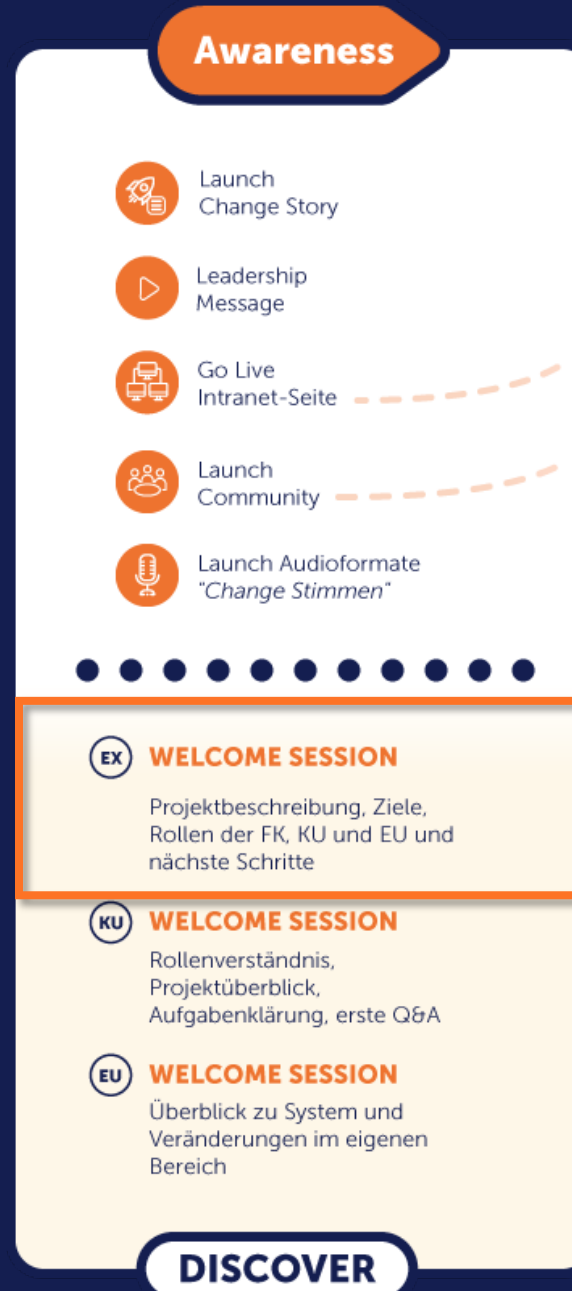 Awareness
Launch
Change Story
Leadership
Message
Go Live
Intranet-Seite
Launch
Community
Launch Audioformate
"Change Stimmen"
EX WELCOME SESSION
Projektbeschreibung, Ziele,
Rollen der FK, KU und EU und
nächste Schritte
KU WELCOME SESSION
Rollenverständnis,
Projektüberblick,
Aufgabenklärung, erste Q&A
EU WELCOME SESSION
Überblick zu System und
Veränderungen im eigenen
Bereich
DISCOVER